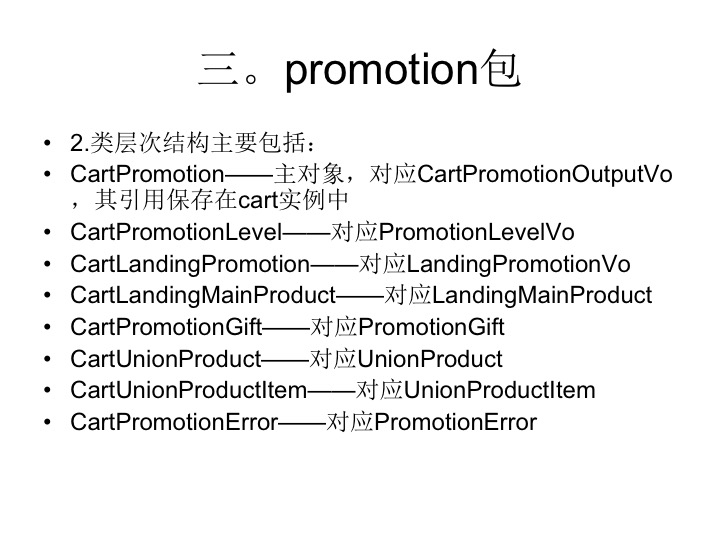 三。promotion包
• 2.类层次结构主要包括：
• CartPromotion——主对象，对应CartPromotionOutputVo
，其引用保存在cart实例中
• CartPromotionLevel——对应PromotionLevelVo
• CartLandingPromotion——对应LandingPromotionVo
• CartLandingMainProduct——对应LandingMainProduct
• CartPromotionGift——对应PromotionGift
• CartUnionProduct——对应UnionProduct
• CartUnionProductItem——对应UnionProductItem
• CartPromotionError——对应PromotionError